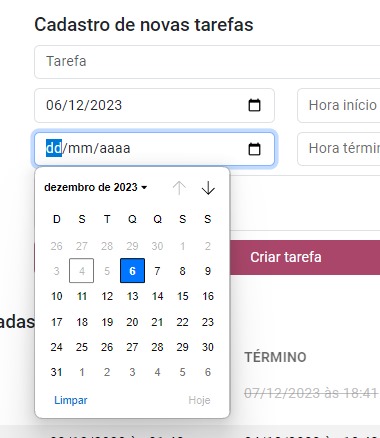 Cadastro de novas tarefas
Tarefa
06/12/2023
Hora início
dd/mm/aaaa
Hora térmi
dezembro de 2023
D S T Q Q S S
26 27 28 29 30 1 2
3 4 5 6 7 8 9
10 11 12 13 14 15 16
17 18 19 20 21 22 23
24 25 26 27 28 29 30
31 1 2 3 4 5 6
Limpar Hoje
Criar tarefa
adas
TÉRMINO
07/12/2023 às 18:41